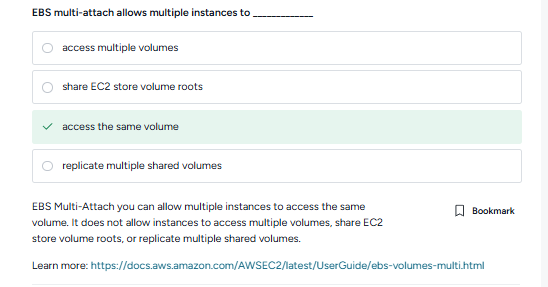 EBS multi-attach allows multiple instances to _____________
access multiple volumes
share EC2 store volume roots
access the same volume
replicate multiple shared volumes
EBS Multi-Attach you can allow multiple instances to access the same
volume. It does not allow instances to access multiple volumes, share EC2
store volume roots, or replicate multiple shared volumes.
Bookmark
Learn more: https://docs.aws.amazon.com/AWSEC2/latest/UserGuide/ebs-volumes-multi.html